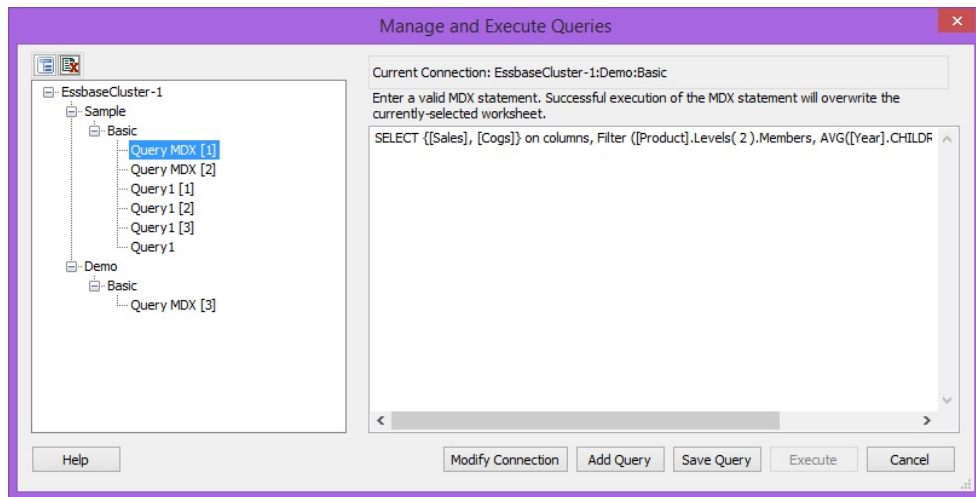 Manage and Execute Queries
EssbaseCluster-1
Sample
Basic
Query MDX [1]
Query MDX [2]
Query1 [1]
Query1 [2]
Query1 [3]
Query1
Demo
Basic
Query MDX [3]
Current Connection: EssbaseCluster-1:Demo:Basic
Enter a valid MDX statement. Successful execution of the MDX statement will overwrite the
currently-selected worksheet.
SELECT {[Sales], [Cogs]} on columns, Filter ([Product].Levels( 2 ).Members, AVG([Year].CHILDR
Help
Modify Connection
Add Query
Save Query
Execute
Cancel